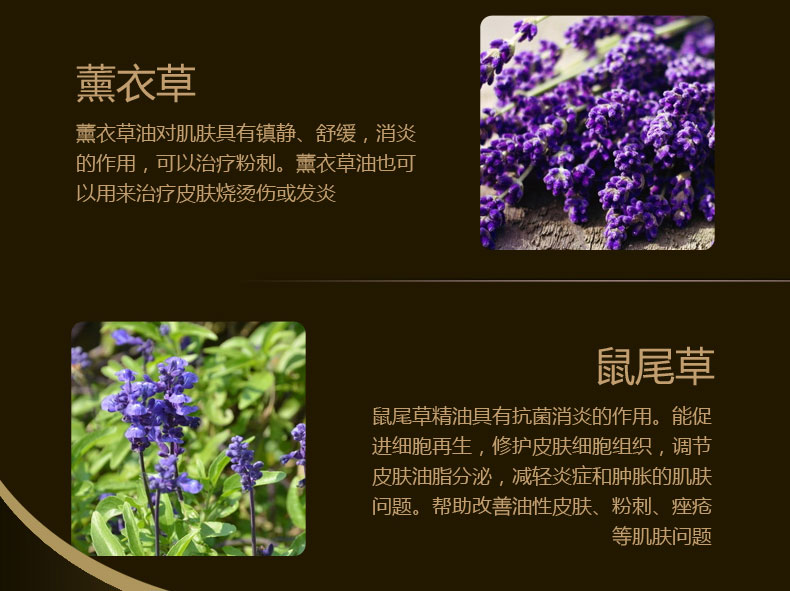 薰衣草
薰衣草油对肌肤具有镇静、舒缓，消炎
的作用，可以治疗粉刺。薰衣草油也可
以用来治疗皮肤烧烫伤或发炎
鼠尾草
鼠尾草精油具有抗菌消炎的作用。能促
进细胞再生，修护皮肤细胞组织，调节
皮肤油脂分泌，减轻炎症和肿胀的肌肤
问题。帮助改善油性皮肤、粉刺、痤疮
等肌肤问题